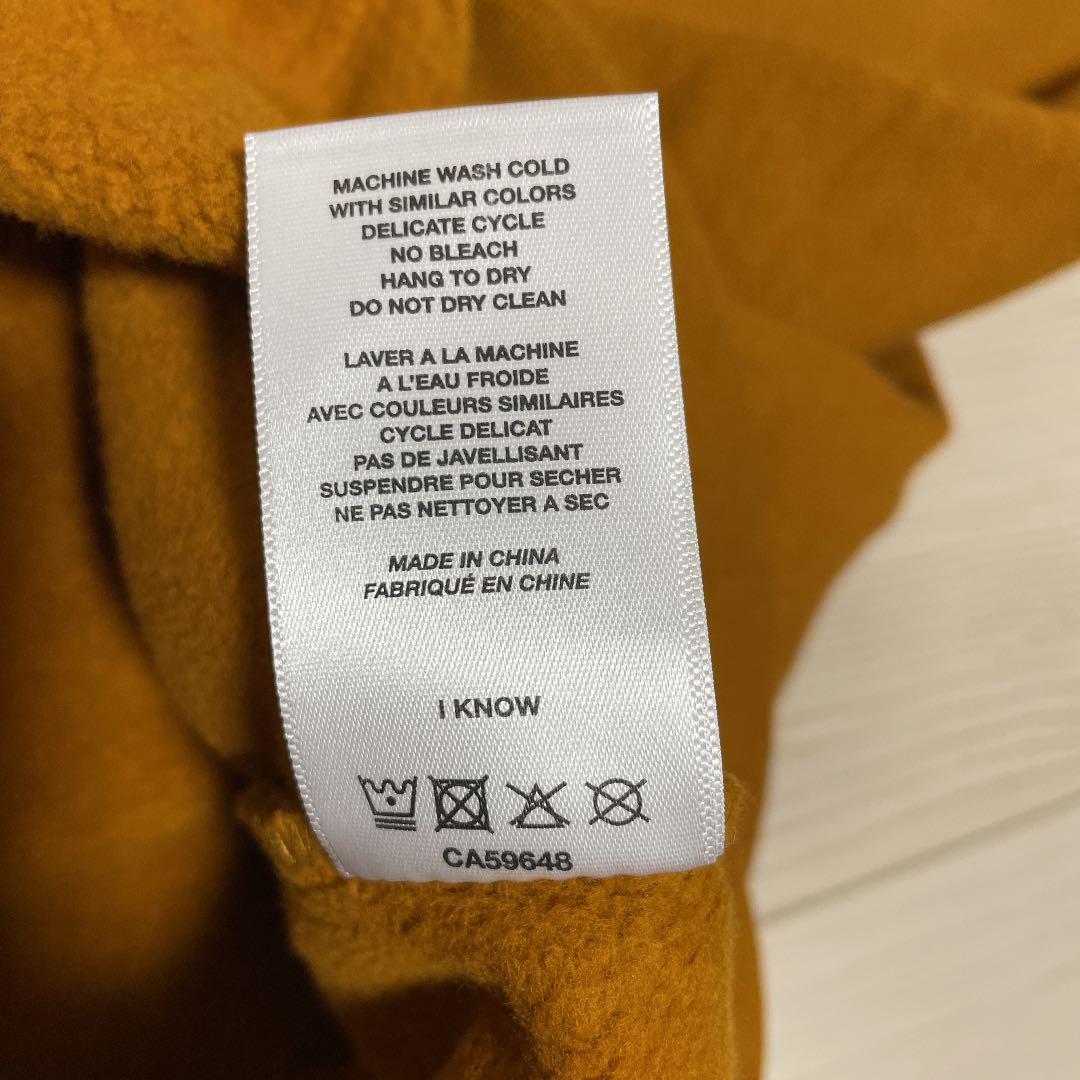 MACHINE WASH COLD
WITH SIMILAR COLORS
DELICATE CYCLE
NO BLEACH
HANG TO DRY
DO NOT DRY CLEAN
LAVER A LA MACHINE
A L'EAU FROIDE
AVEC COULEURS SIMILAIRES
CYCLE DELICAT
PAS DE JAVELLISANT
SUSPENDRE POUR SECHER
NE PAS NETTOYER A SEC
MADE IN CHINA
FABRIQUÉ EN CHINE
I KNOW
CA59648